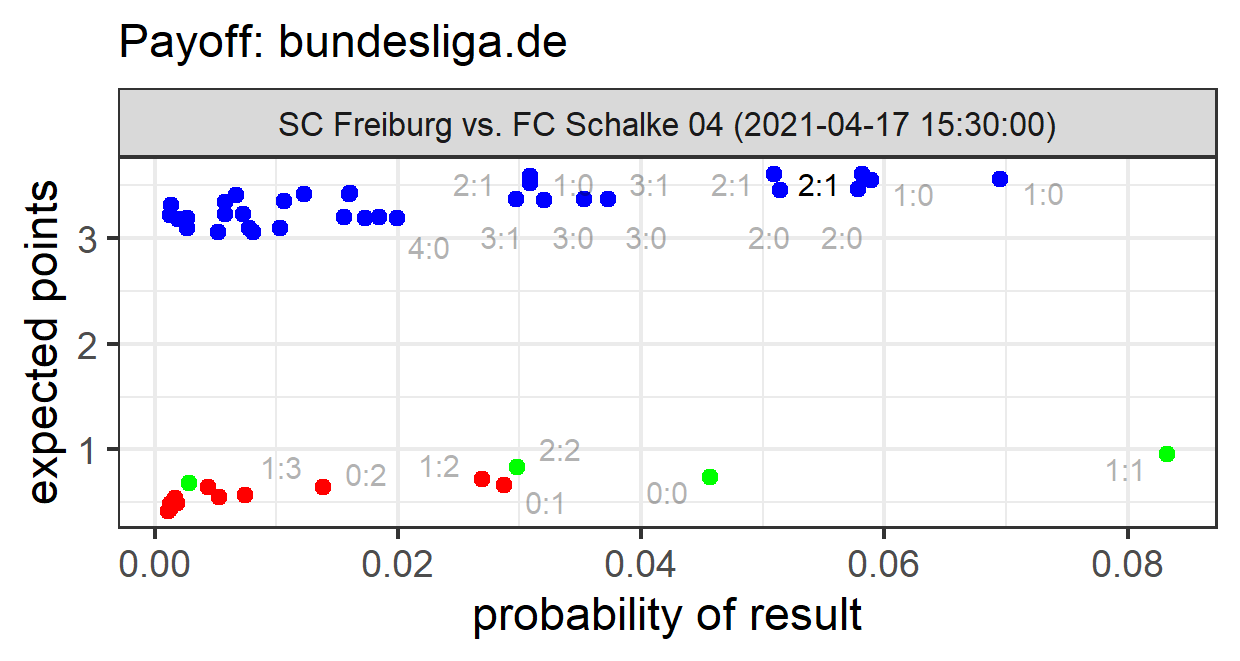 Payoff: bundesliga.de
SC Freiburg vs. FC Schalke 04 (2021-04-17 15:30:00)
expected points
3
2
1
2:1 1:0 3:1 2:1 2:1 1:0 1:0
4:0 3:1 3:0 3:0 2:0 2:0
1:3 0:2 1:2 2:2 0:1 0:0 1:1
0.00 0.02 0.04 0.06 0.08
probability of result